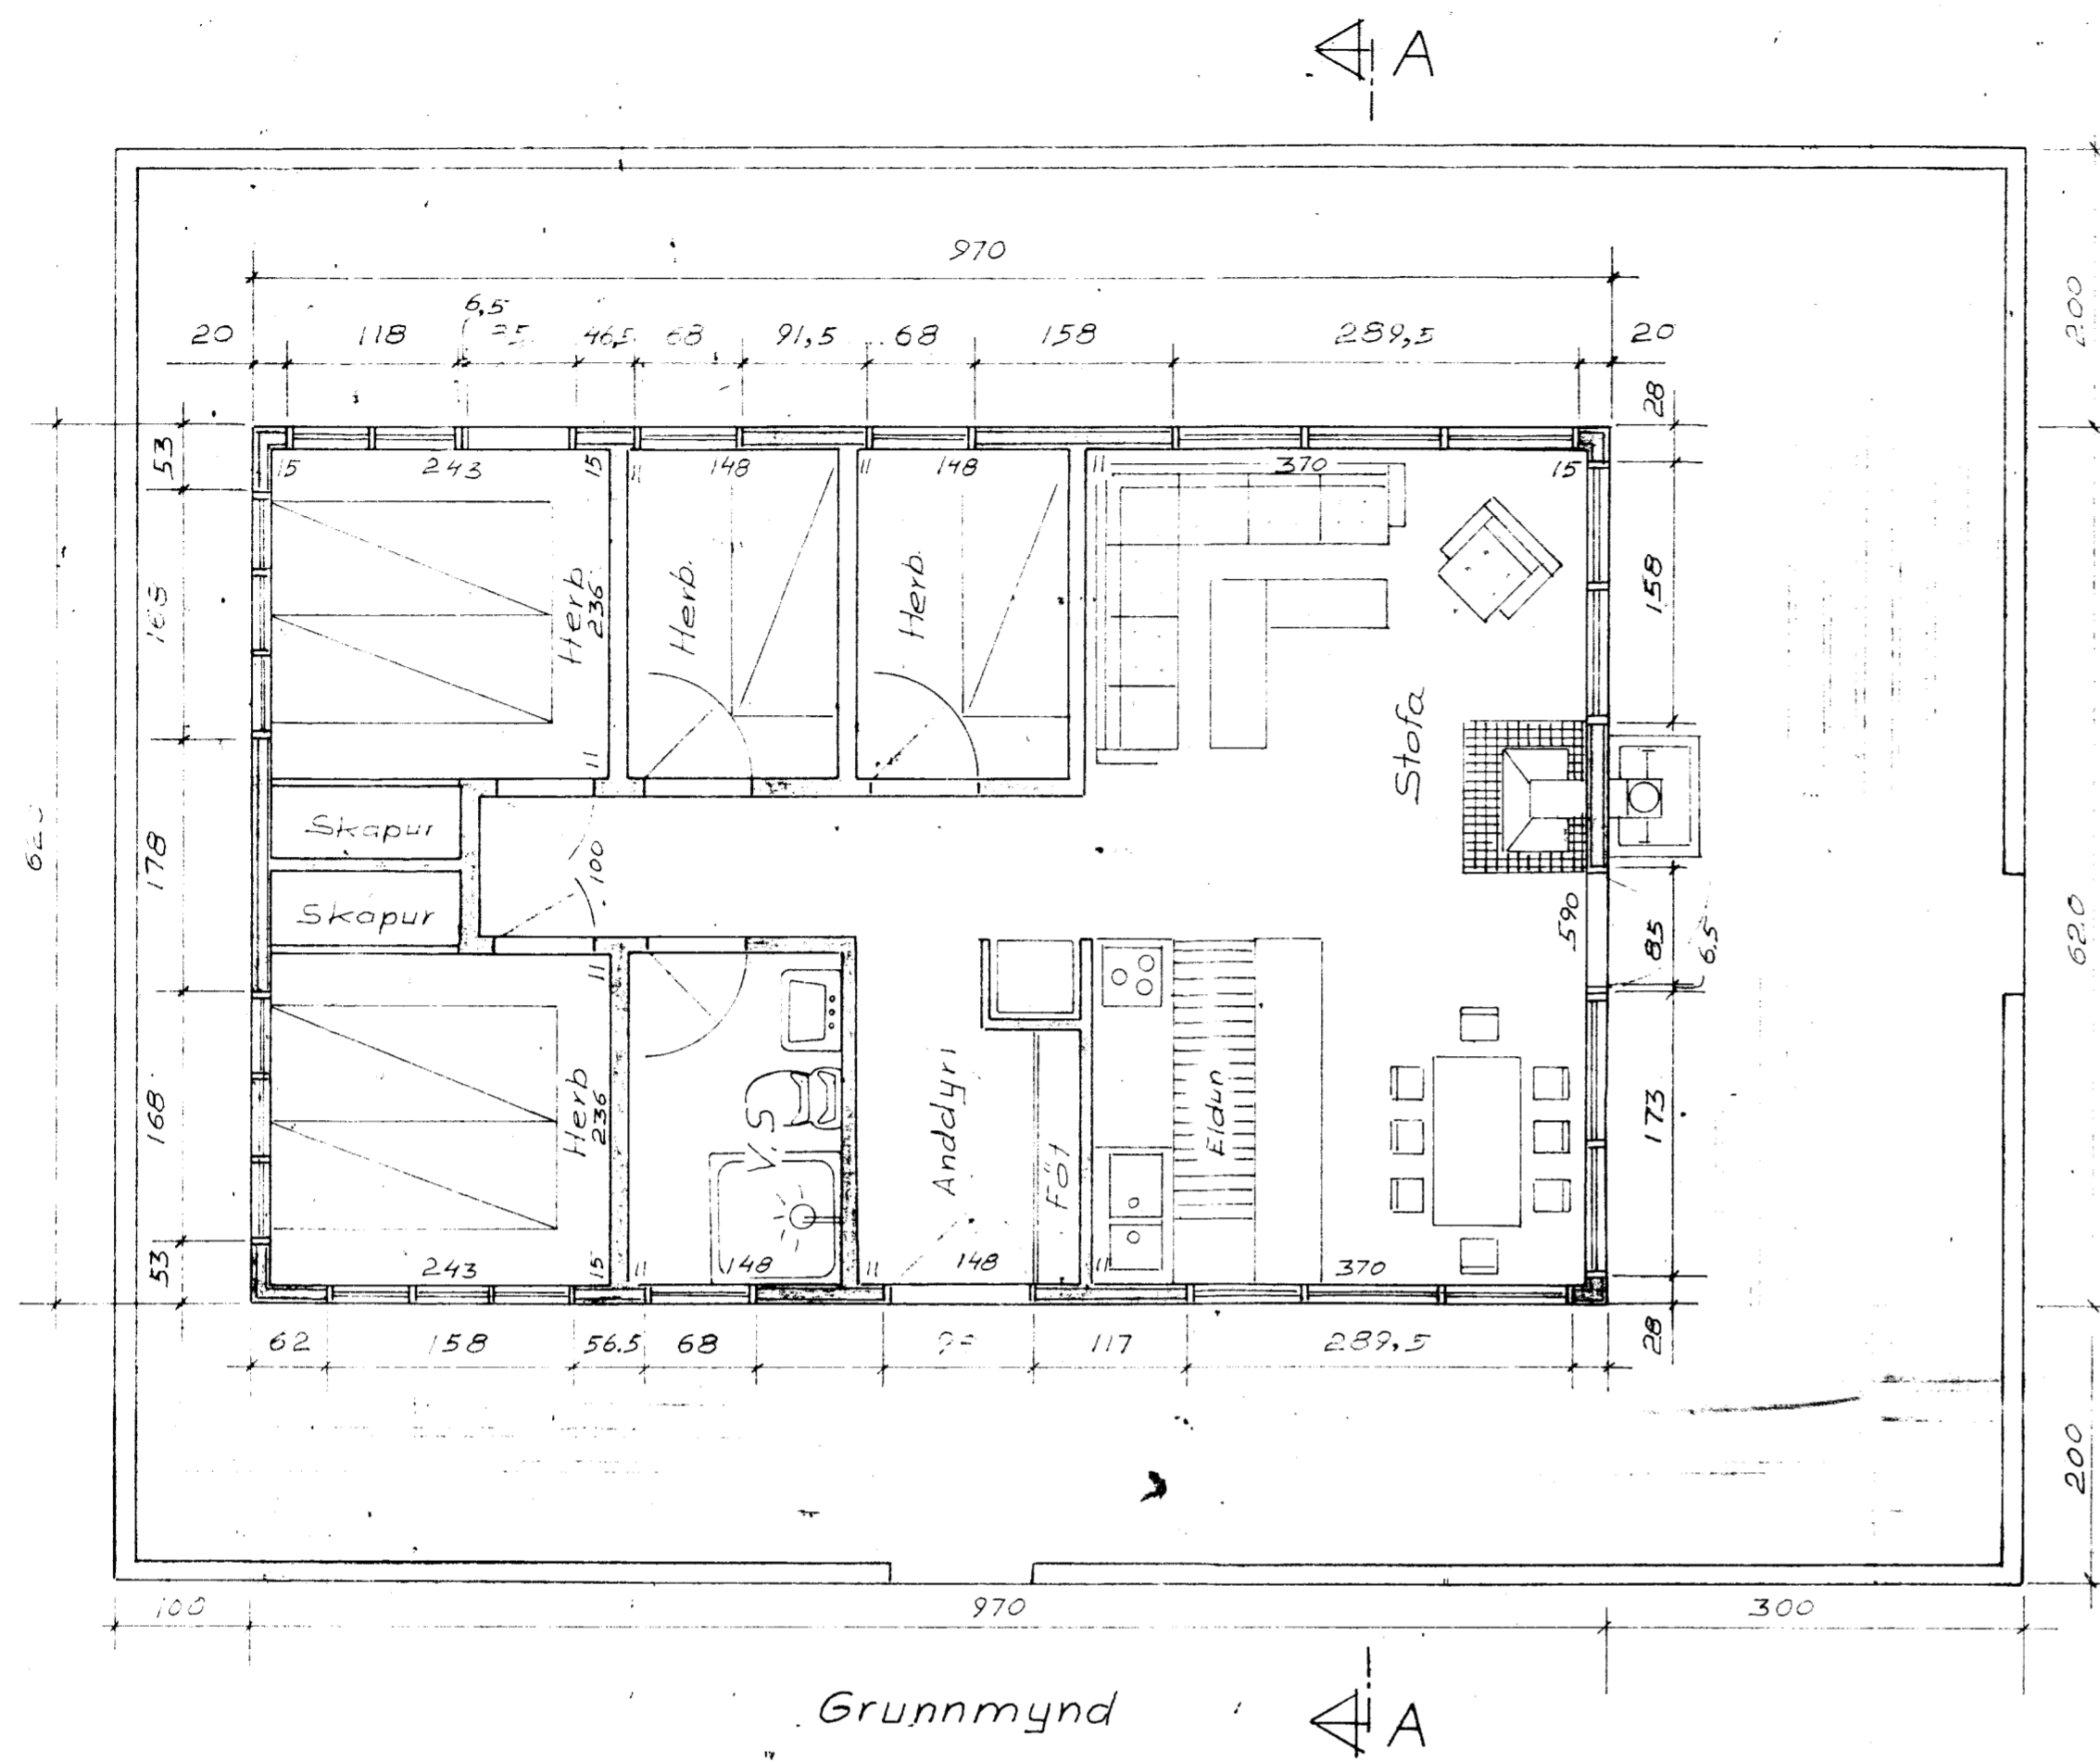 A
970
6,5
20 118 46,5 68 91,5 68 158 289,5 20
200
28
53
15 243 15 11 148 11 148 11 370 15
Herb.
236
Herb.
Herb.
158
Stofa
11
178
Skapur
Skapur
100
590
85
6.5
620
11
168
Herb
236
V.S
Anddyri
Föt
Eldun
173
53
243 15 11 148 11 148 11 370
62 158 56.5 68 117 289,5
28
200
100 970 300
Grunnmynd
A